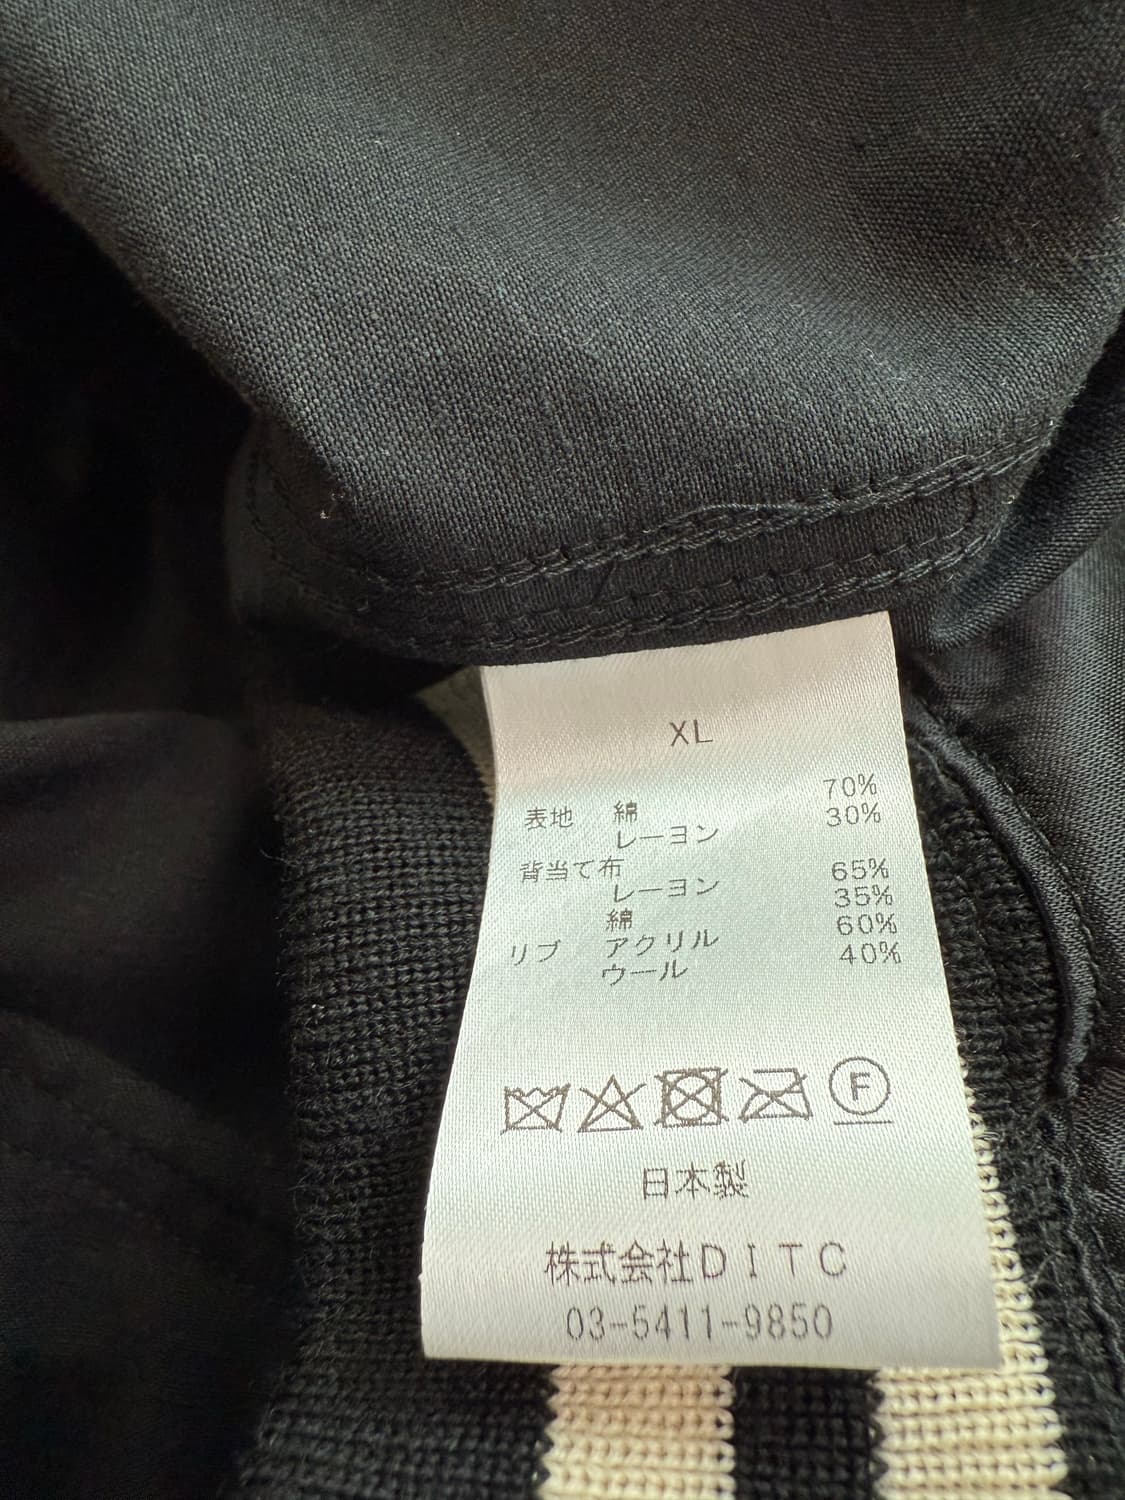 XL
表地 綿 70%
レーヨン 30%
背当て布
レーヨン 65%
綿 35%
リブ アクリル 60%
ウール 40%
F
日本製
株式会社DITC
03-5411-9850